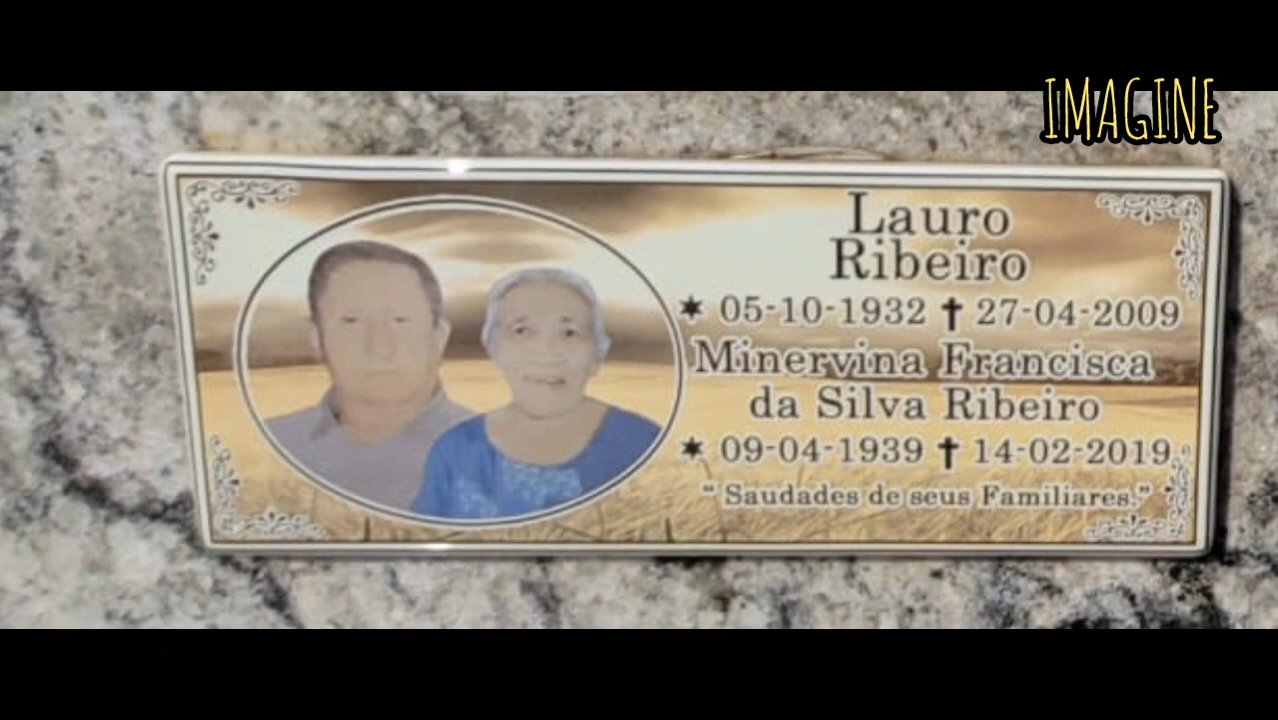 IMAGINE
Lauro
Ribeiro
✶ 05-10-1932 ✝ 27-04-2009
Minervina Francisca
da Silva Ribeiro
✶ 09-04-1939 ✝ 14-02-2019
“ Saudades de seus Familiares.”